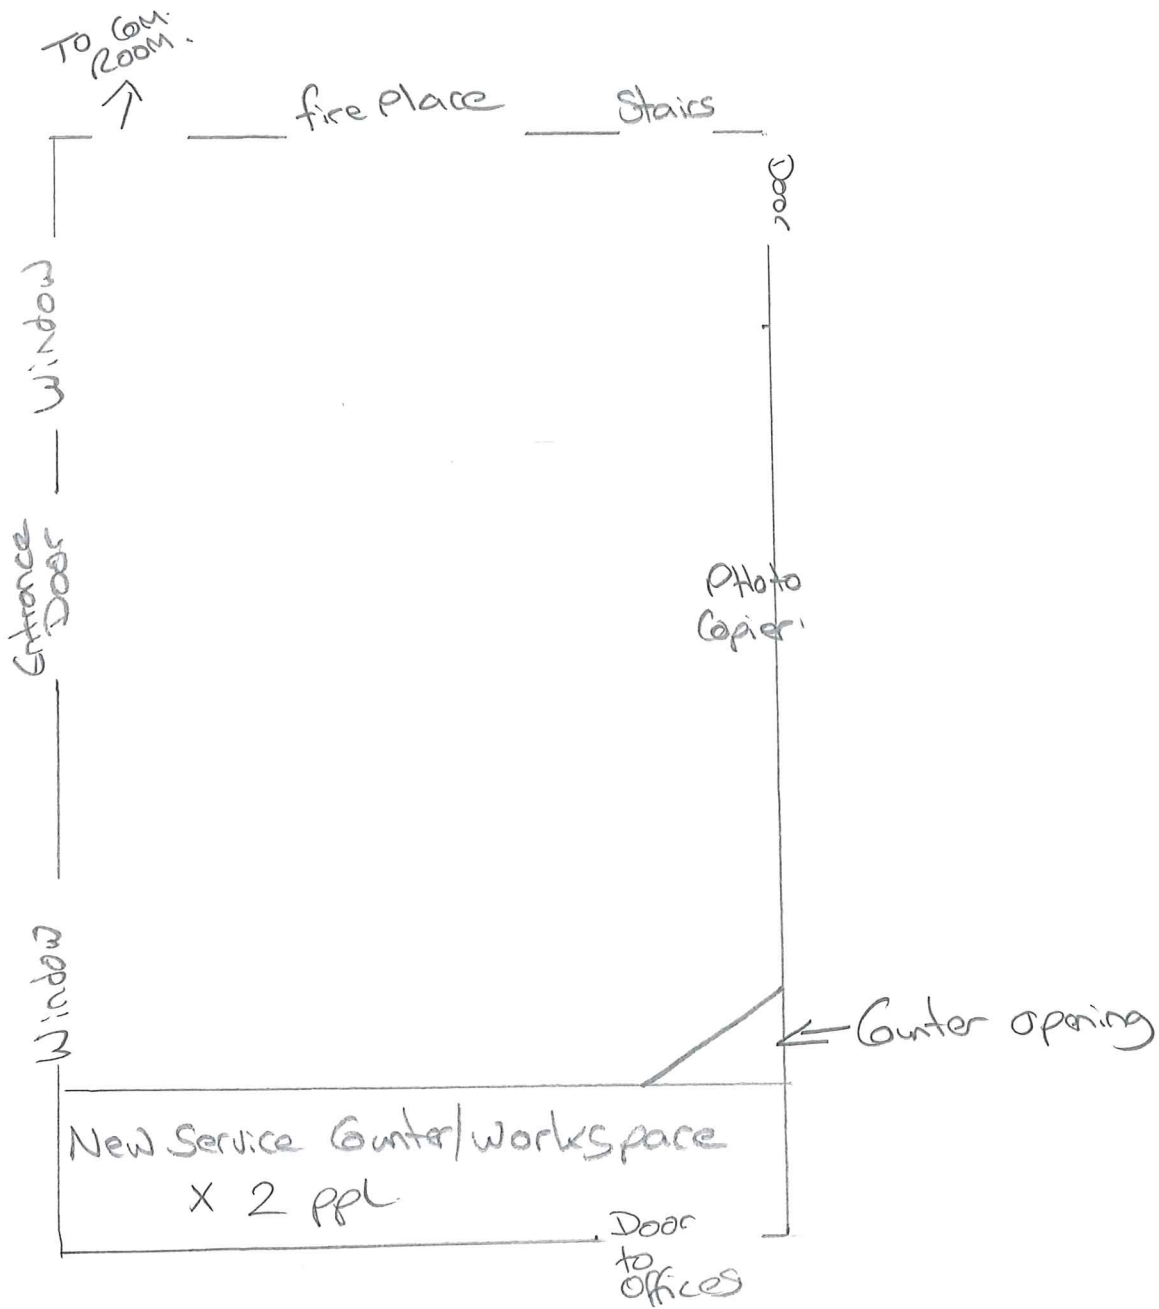 TO COM.
ROOM.
fire Place
Stairs
Door
Window
Entrance
Door
PHoto
Copier.
Window
Counter opening
New Service Counter/workspace
x 2 ppl
Door
to
Offices